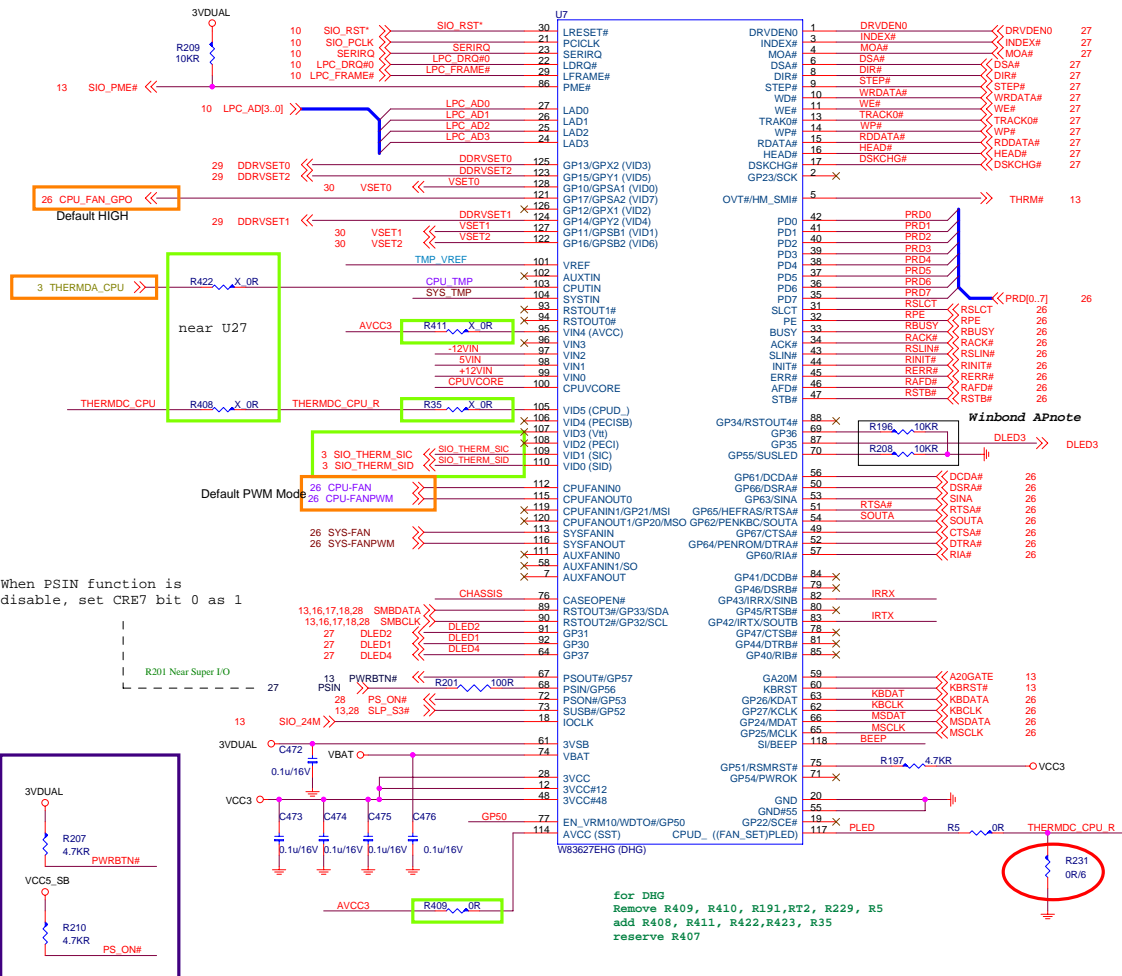 U7
3VDUAL
R209
10KR
10 SIO_RST* SIO_RST* 30 LRESET#
10 SIO_PCLK 21 PCICLK
10 SERIRQ SERIRQ 23 SERIRQ
10 LPC_DRQ#0 LPC_DRQ#0 22 LDRQ#
10 LPC_FRAME# LPC_FRAME# 29 LFRAME#
13 SIO_PME# 86 PME#
10 LPC_AD[3..0] LPC_AD0 27 LAD0
LPC_AD1 26 LAD1
LPC_AD2 25 LAD2
LPC_AD3 24 LAD3
29 DDRVSET0 DDRVSET0 125 GP13/GPX2 (VID3)
29 DDRVSET2 DDRVSET2 123 GP15/GPY1 (VID5)
30 VSET0 VSET0 128 GP10/GPSA1 (VID0)
26 CPU_FAN_GPO 121 GP17/GPSA2 (VID7)
Default HIGH
126 GP12/GPX1 (VID2)
29 DDRVSET1 DDRVSET1 124 GP14/GPY2 (VID4)
30 VSET1 VSET1 127 GP11/GPSB1 (VID1)
30 VSET2 VSET2 122 GP16/GPSB2 (VID6)
TMP_VREF 101 VREF
102 AUXTIN
3 THERMDA_CPU R422 X_0R CPU_TMP 103 CPUTIN
SYS_TMP 104 SYSTIN
93 RSTOUT1#
94 RSTOUT0#
near U27
AVCC3 R411 X_0R 95 VIN4 (AVCC)
96 VIN3
-12VIN 97 VIN2
5VIN 98 VIN1
+12VIN 99 VIN0
CPUVCORE 100 CPUVCORE
THERMDC_CPU R408 X_0R THERMDC_CPU_R R35 X_0R 105 VID5 (CPUD_)
106 VID4 (PECISB)
107 VID3 (Vtt)
108 VID2 (PECI)
3 SIO_THERM_SIC SIO_THERM_SIC 109 VID1 (SIC)
3 SIO_THERM_SID SIO_THERM_SID 110 VID0 (SID)
Default PWM Mode
26 CPU-FAN 112 CPUFANIN0
26 CPU-FANPWM 115 CPUFANOUT0
119 CPUFANIN1/GP21/MSI
120 CPUFANOUT1/GP20/MSO
26 SYS-FAN 113 SYSFANIN
26 SYS-FANPWM 116 SYSFANOUT
111 AUXFANIN0
58 AUXFANIN1/SO
7 AUXFANOUT
When PSIN function is
disable, set CRE7 bit 0 as 1
CHASSIS 76 CASEOPEN#
13,16,17,18,28 SMBDATA 89 RSTOUT3#/GP33/SDA
13,16,17,18,28 SMBCLK 90 RSTOUT2#/GP32/SCL
27 DLED2 DLED2 91 GP31
27 DLED1 DLED1 92 GP30
27 DLED4 DLED4 64 GP37
R201 Near Super I/O
13 PWRBTN# 67 PSOUT#/GP57
27 PSIN R201 100R 68 PSIN/GP56
28 PS_ON# 72 PSON#/GP53
13,28 SLP_S3# 73 SUSB#/GP52
13 SIO_24M 18 IOCLK
3VDUAL 61 3VSB
C472
0.1u/16V
VBAT 74 VBAT
28 3VCC
12 3VCC#12
VCC3 48 3VCC#48
C473 C474 C475 C476
0.1u/16V 0.1u/16V 0.1u/16V 0.1u/16V
GP50 77 EN_VRM10/WDTO#/GP50
114 AVCC (SST)
W83627EHG (DHG)
AVCC3 R409 0R
3VDUAL
R207
4.7KR
PWRBTN#
VCC5_SB
R210
4.7KR
PS_ON#
DRVDEN0 1 DRVDEN0 DRVDEN0 27
INDEX# 3 INDEX# INDEX# 27
MOA# 4 MOA# MOA# 27
DSA# 6 DSA# DSA# 27
DIR# 8 DIR# DIR# 27
STEP# 9 STEP# STEP# 27
WD# 10 WRDATA# WRDATA# 27
WE# 11 WE# WE# 27
TRAK0# 13 TRACK0# TRACK0# 27
WP# 14 WP# WP# 27
RDATA# 15 RDDATA# RDDATA# 27
HEAD# 16 HEAD# HEAD# 27
DSKCHG# 17 DSKCHG# DSKCHG# 27
GP23/SCK 2
OVT#/HM_SMI# 5 THRM# 13
PD0 42 PRD0
PD1 41 PRD1
PD2 40 PRD2
PD3 39 PRD3
PD4 38 PRD4
PD5 37 PRD5
PD6 36 PRD6
PD7 35 PRD7 PRD[0..7] 26
SLCT 31 RSLCT RSLCT 26
PE 32 RPE RPE 26
BUSY 33 RBUSY RBUSY 26
ACK# 34 RACK# RACK# 26
SLIN# 43 RSLIN# RSLIN# 26
INIT# 44 RINIT# RINIT# 26
ERR# 45 RERR# RERR# 26
AFD# 46 RAFD# RAFD# 26
STB# 47 RSTB# RSTB# 26
Winbond APnote
GP34/RSTOUT4# 88
GP36 69 R196 10KR
GP35 87 DLED3 DLED3
GP55/SUSLED 70 R208 10KR
GP61/DCDA# 56 DCDA# 26
GP66/DSRA# 50 DSRA# 26
GP63/SINA 53 SINA 26
GP65/HEFRAS/RTSA# 51 RTSA# RTSA# 26
GP62/PENKBC/SOUTA 54 SOUTA SOUTA 26
GP67/CTSA# 49 CTSA# 26
GP64/PENROM/DTRA# 52 DTRA# 26
GP60/RIA# 57 RIA# 26
GP41/DCDB# 84
GP46/DSRB# 79
GP43/IRRX/SINB 82 IRRX
GP45/RTSB# 80
GP42/IRTX/SOUTB 83 IRTX
GP47/CTSB# 78
GP44/DTRB# 81
GP40/RIB# 85
GA20M 59 A20GATE 13
KBRST 60 KBRST# 13
GP26/KDAT 63 KBDAT KBDATA 26
GP27/KCLK 62 KBCLK KBCLK 26
GP24/MDAT 66 MSDAT MSDATA 26
GP25/MCLK 65 MSCLK MSCLK 26
SI/BEEP 118 BEEP
GP51/RSMRST# 75 R197 4.7KR VCC3
GP54/PWROK 71
GND 20
GND#55 55
GP22/SCE# 19
CPUD_ ((FAN_SET)PLED) 117 PLED R5 0R THERMDC_CPU_R
R231
0R/6
for DHG
Remove R409, R410, R191,RT2, R229, R5
add R408, R411, R422,R423, R35
reserve R407